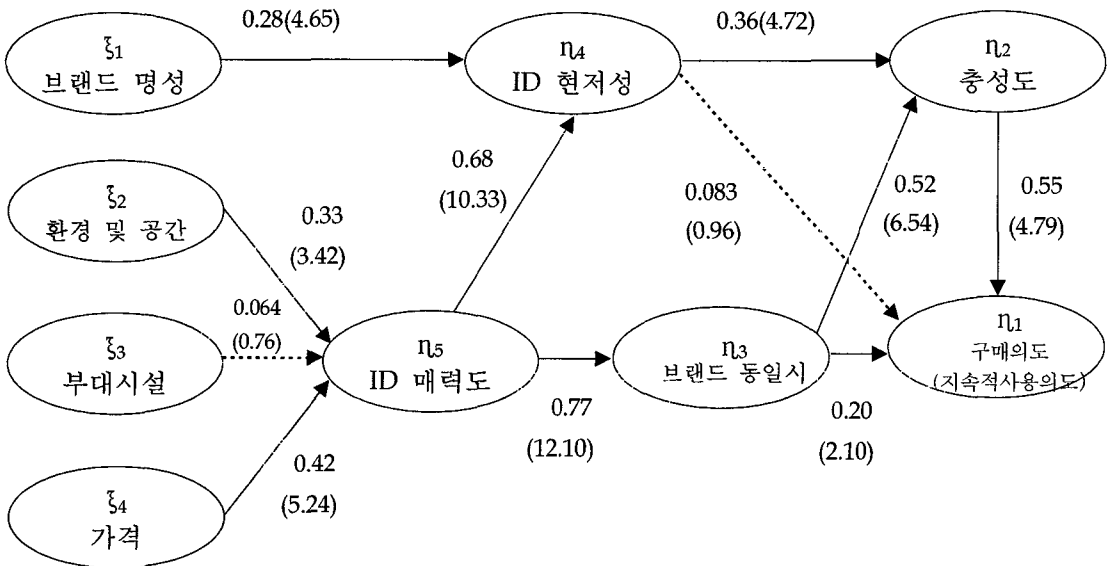 0.28(4.65)
0.36(4.72)
ξ1
브랜드 명성
η4
ID 현저성
η2
충성도
ξ2
환경 및 공간
0.33
(3.42)
0.68
(10.33)
0.083
(0.96)
0.52
(6.54)
0.55
(4.79)
ξ3
부대시설
0.064
(0.76)
η5
ID 매력도
η3
브랜드 동일시
η1
구매의도
(지속적사용의도)
0.77
(12.10)
0.20
(2.10)
ξ4
가격
0.42
(5.24)